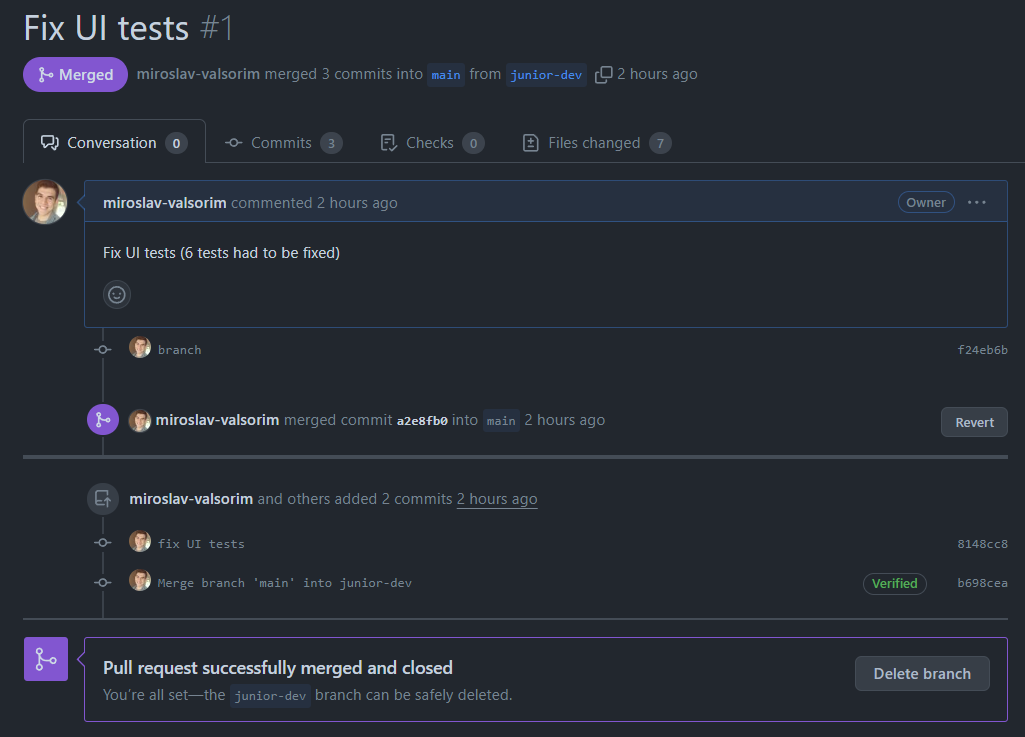 Fix UI tests #1
Merged miroslav-valsorim merged 3 commits into main from junior-dev 2 hours ago
Conversation 0 Commits 3 Checks 0 Files changed 7
miroslav-valsorim commented 2 hours ago Owner ...
Fix UI tests (6 tests had to be fixed)
branch f24eb6b
miroslav-valsorim merged commit a2e8fb0 into main 2 hours ago Revert
miroslav-valsorim and others added 2 commits 2 hours ago
fix UI tests 8148cc8
Merge branch 'main' into junior-dev Verified b698cea
Pull request successfully merged and closed
You're all set—the junior-dev branch can be safely deleted. Delete branch